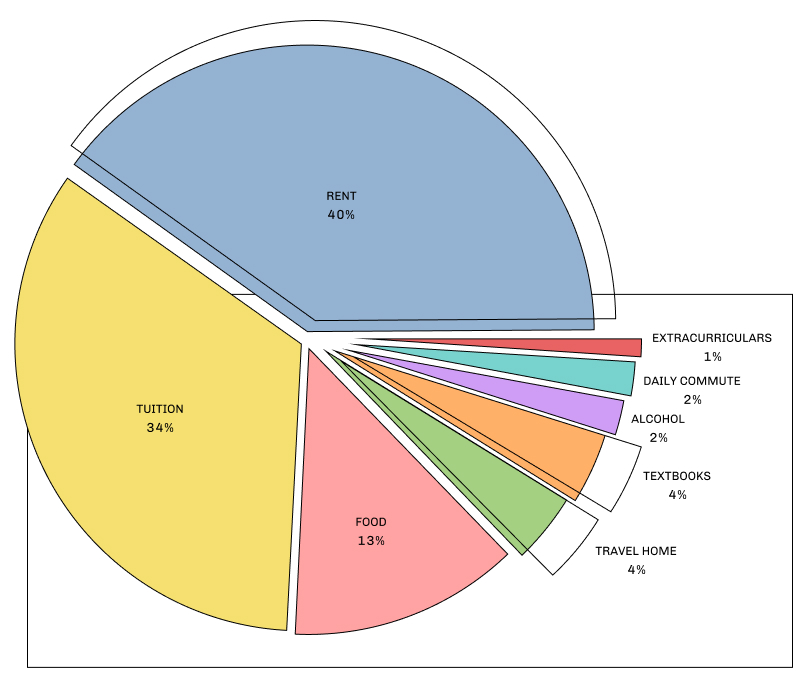 RENT
40%
EXTRACURRICULARS
1%
DAILY COMMUTE
2%
ALCOHOL
2%
TEXTBOOKS
4%
TRAVEL HOME
4%
FOOD
13%
TUITION
34%